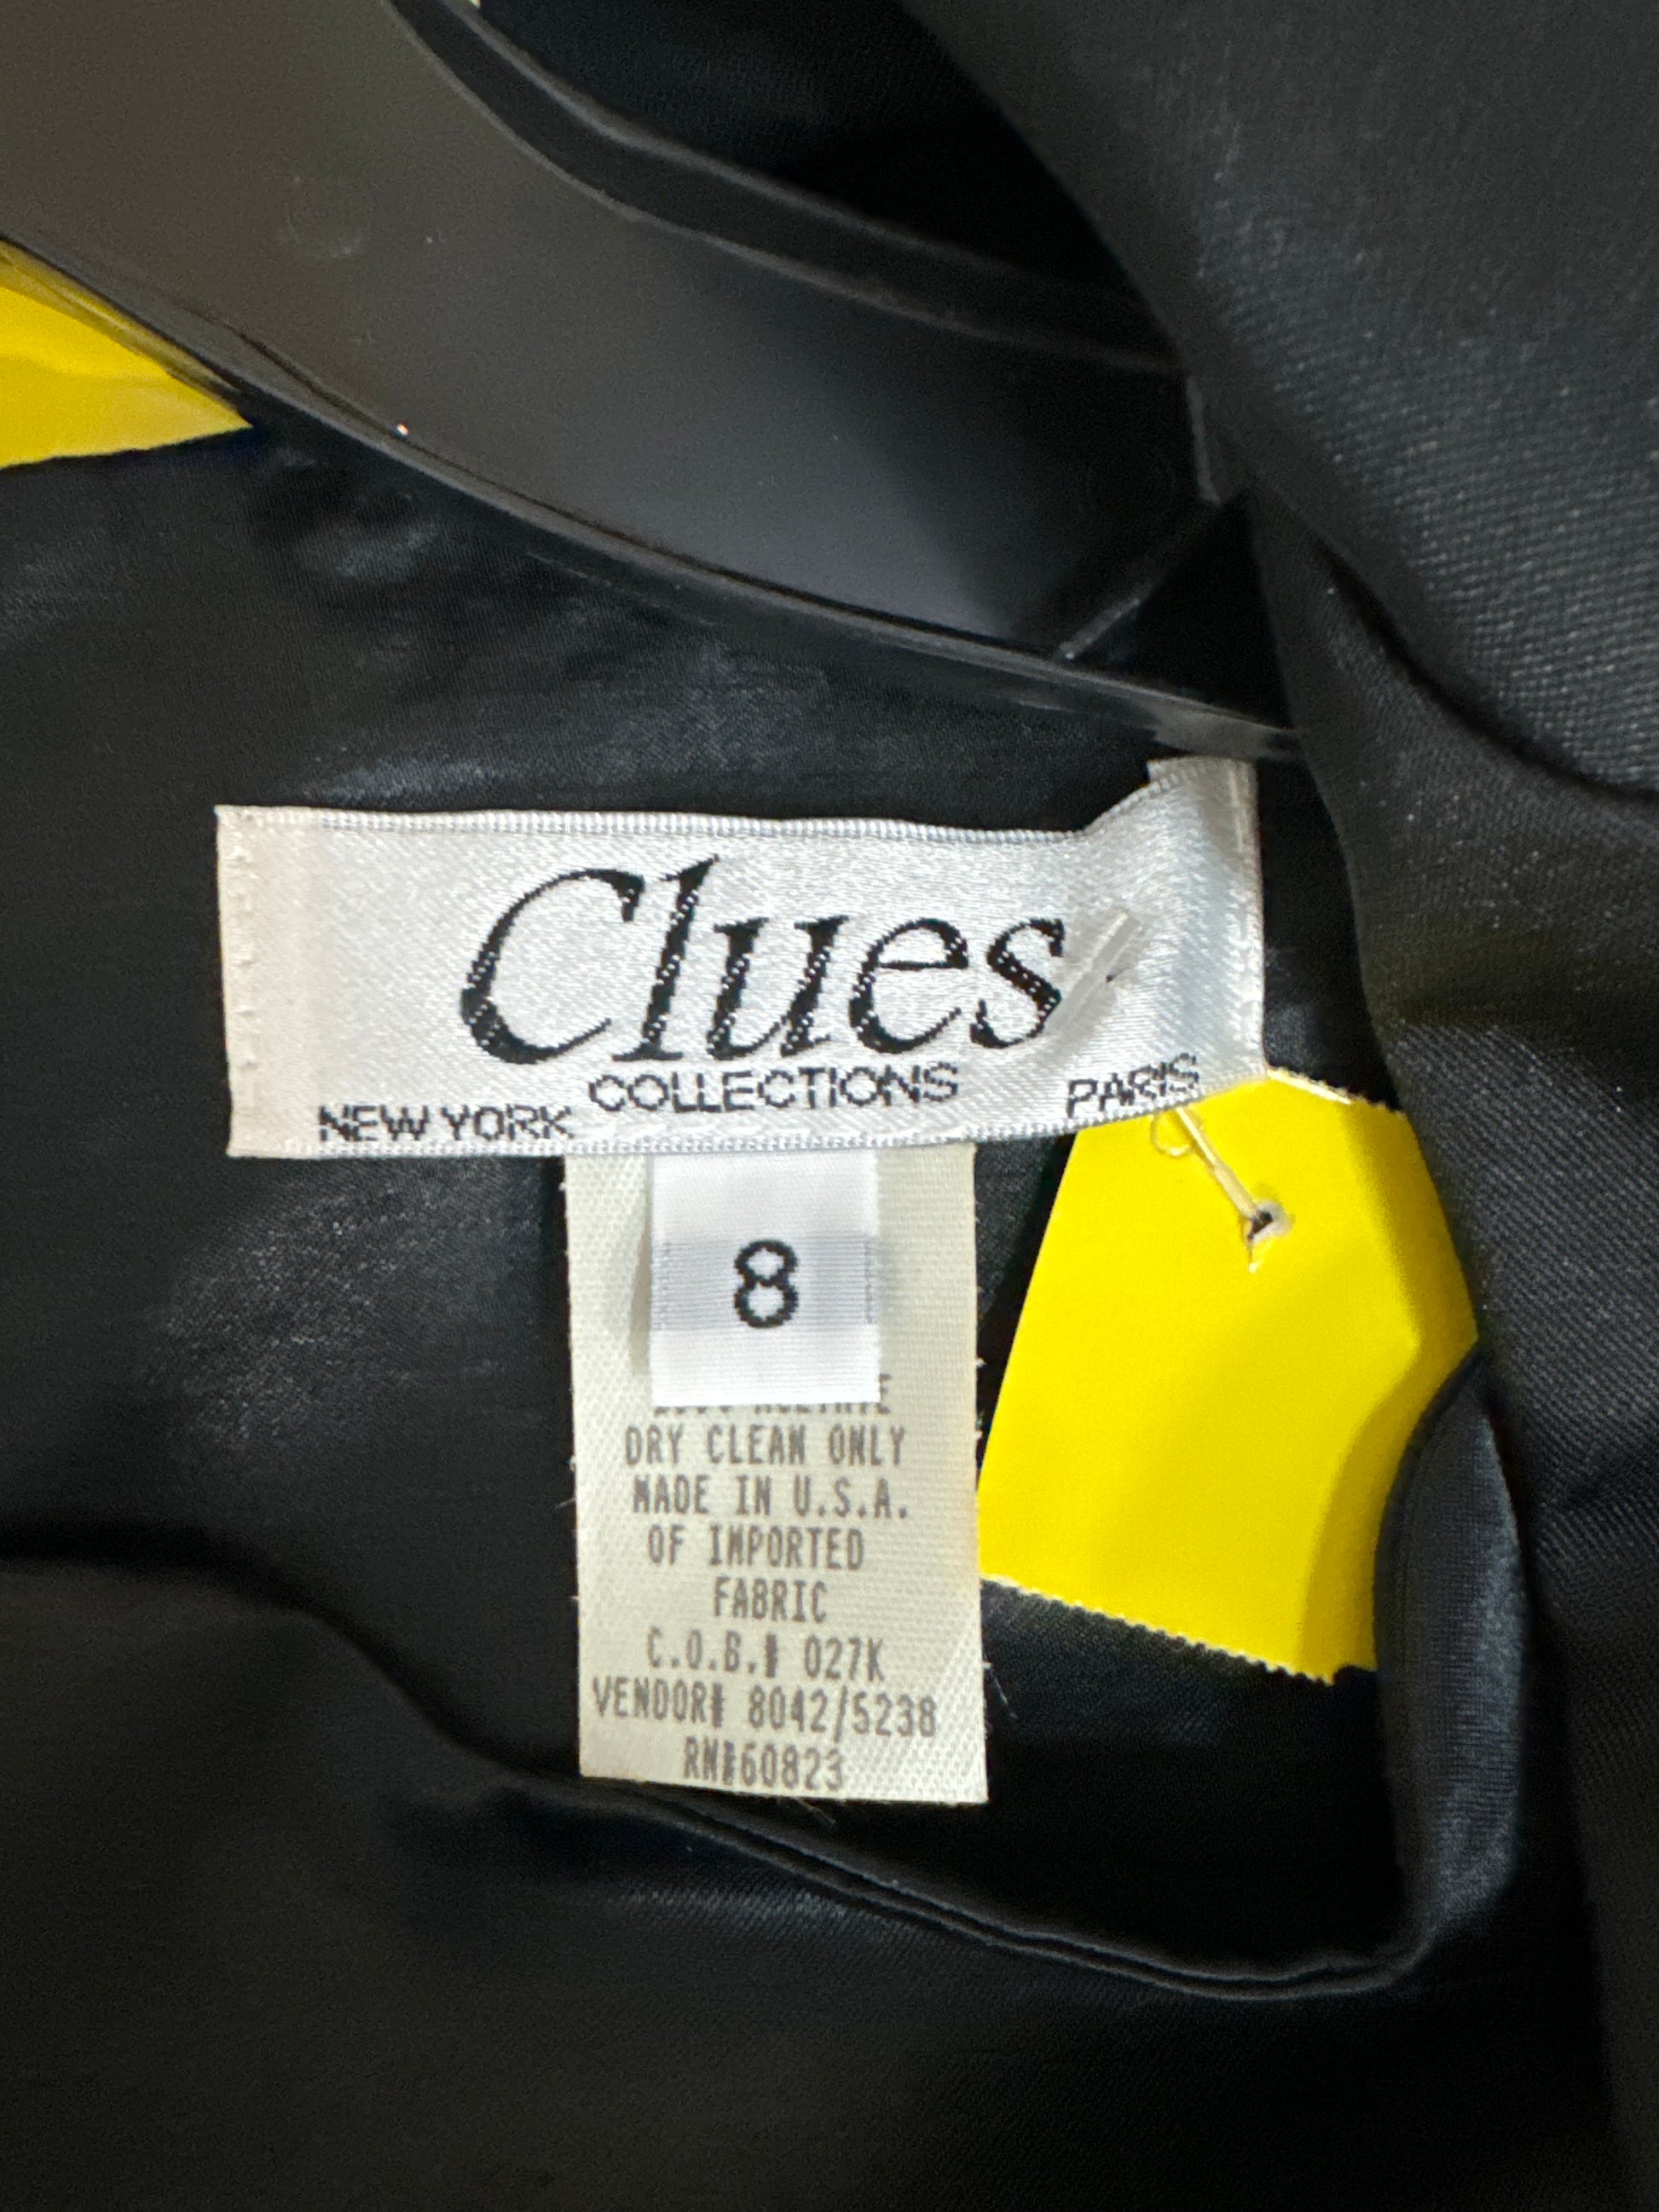 Clues
COLLECTIONS
NEW YORK PARIS
8
ACETATE
DRY CLEAN ONLY
MADE IN U.S.A.
OF IMPORTED
FABRIC
C.O.B.# 027K
VENDOR# 8042/5238
RN#60823